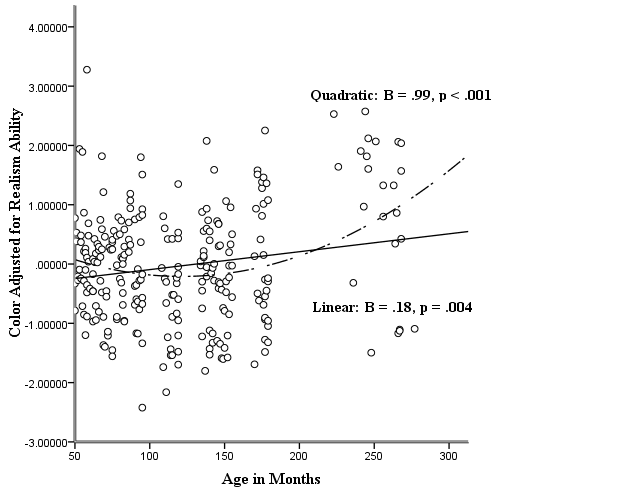 4.00000
3.00000
Quadratic: B = .99, p < .001
2.00000
1.00000
.00000
Linear: B = .18, p = .004
-1.00000
-2.00000
-3.00000
Color Adjusted for Realism Ability
50 100 150 200 250 300
Age in Months